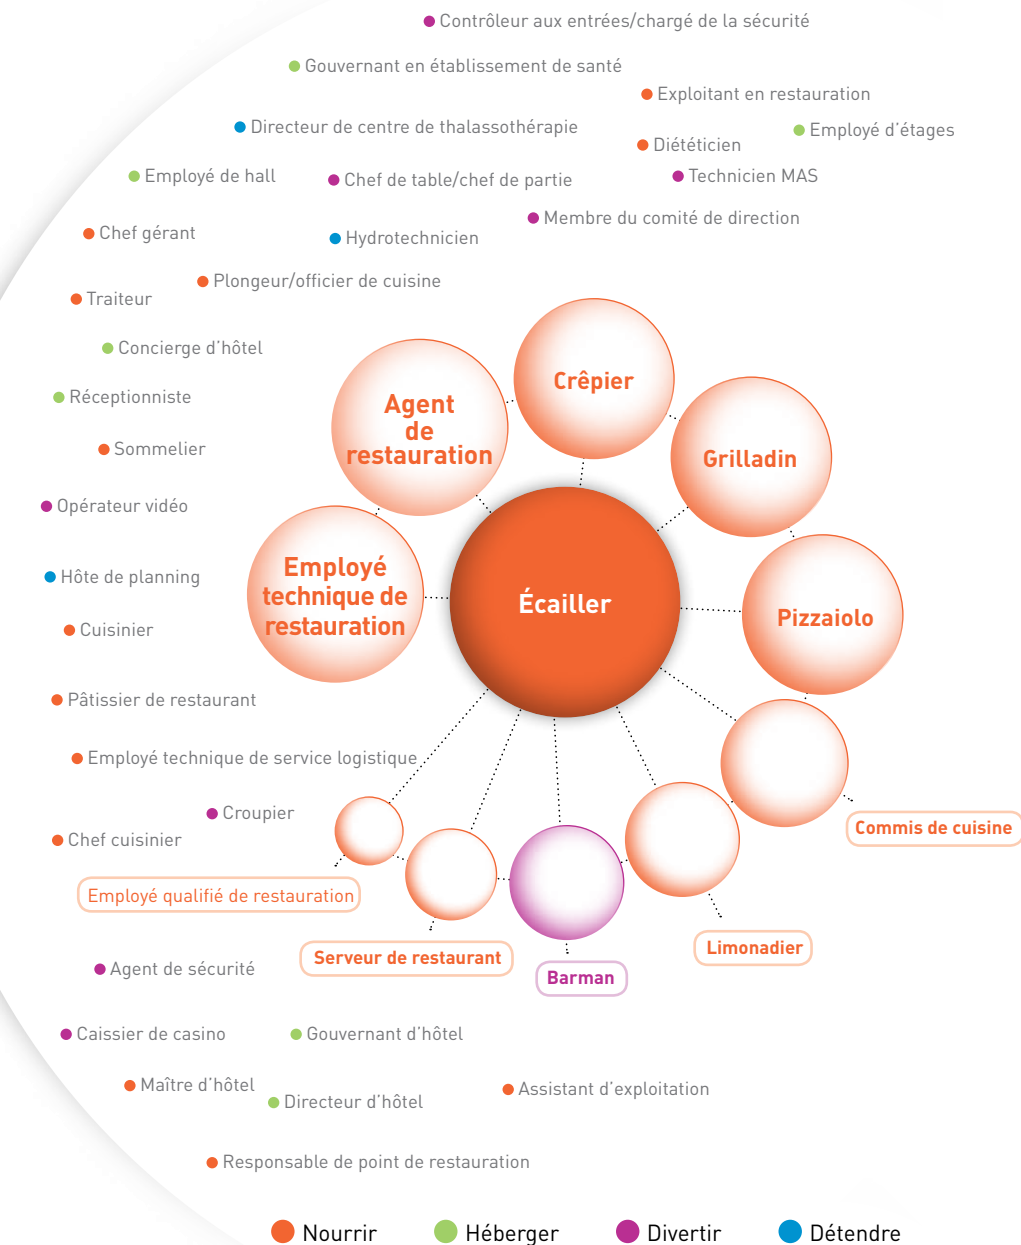 Contrôleur aux entrées/chargé de la sécurité
Gouvernant en établissement de santé
Exploitant en restauration
Directeur de centre de thalassothérapie
Employé d'étages
Diététicien
Employé de hall
Chef de table/chef de partie
Technicien MAS
Membre du comité de direction
Chef gérant
Hydrotechnicien
Plongeur/officier de cuisine
Traiteur
Concierge d'hôtel
Crêpier
Réceptionniste
Agent
de
restauration
Sommelier
Grilladin
Opérateur vidéo
Hôte de planning
Employé
technique de
restauration
Écailler
Pizzaiolo
Cuisinier
Pâtissier de restaurant
Employé technique de service logistique
Croupier
Chef cuisinier
Commis de cuisine
Employé qualifié de restauration
Serveur de restaurant
Limonadier
Barman
Agent de sécurité
Caissier de casino
Gouvernant d'hôtel
Maître d'hôtel
Assistant d'exploitation
Directeur d'hôtel
Responsable de point de restauration
Nourrir
Héberger
Divertir
Détendre